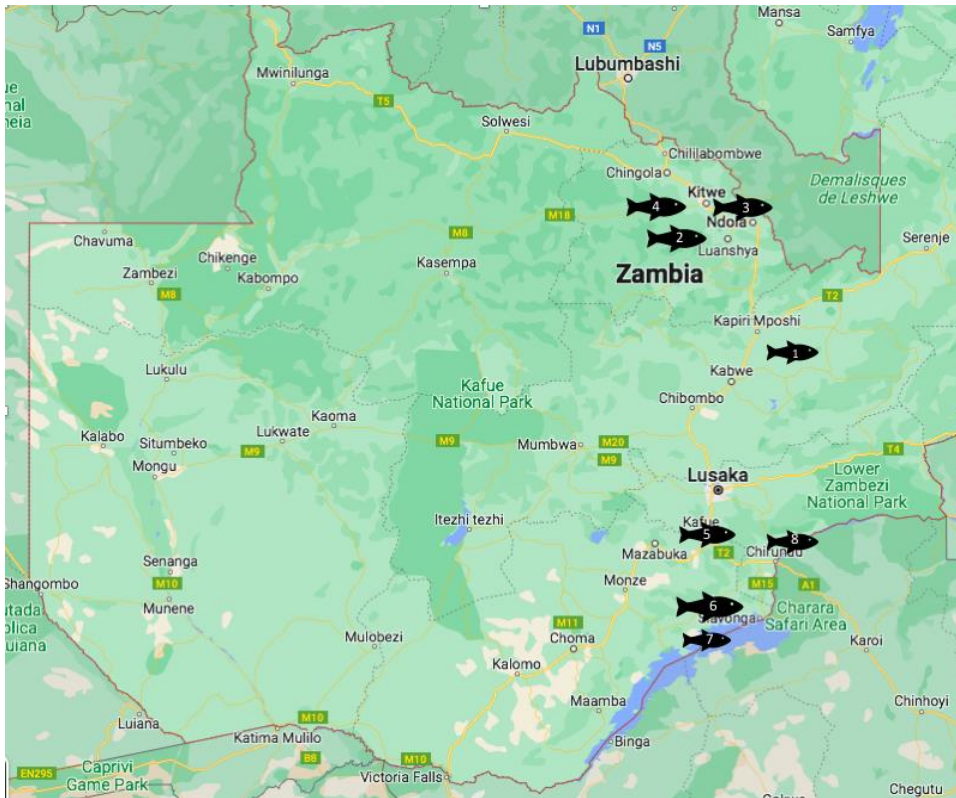 Mansa
Samfya
N1
N5
Lubumbashi
Mwinilunga
T5
Solwesi
Chililabombwe
Chingola
Kitwe
Demalisques
de Leshwe
4
3
M18
Ndola
2
Luanshya
Chavuma
Chikenge
M8
Kasempa
Zambia
Serenje
Zambezi
Kabompo
M8
T2
Kapiri Mposhi
1
Lukulu
Kafue
National Park
Kabwe
Chibombo
Kaoma
Kalabo
Situmbeko
Lukwate
M9
M9
Mumbwa
M20
M9
T4
Mongu
Lusaka
Lower
Zambezi
National Park
Itezhi tezhi
Kafue
5
8
Mazabuka
T2
Chirundu
Senanga
Monze
M15
A1
Shangombo
M10
Munene
6
Siavonga
Charara
Safari Area
M11
Mulobezi
Choma
7
Karoi
Kalomo
Maamba
Chinhoyi
Luiana
M10
Katima Mulilo
Binga
B8
M10
EN295
Caprivi
Game Park
Victoria Falls
Chegutu